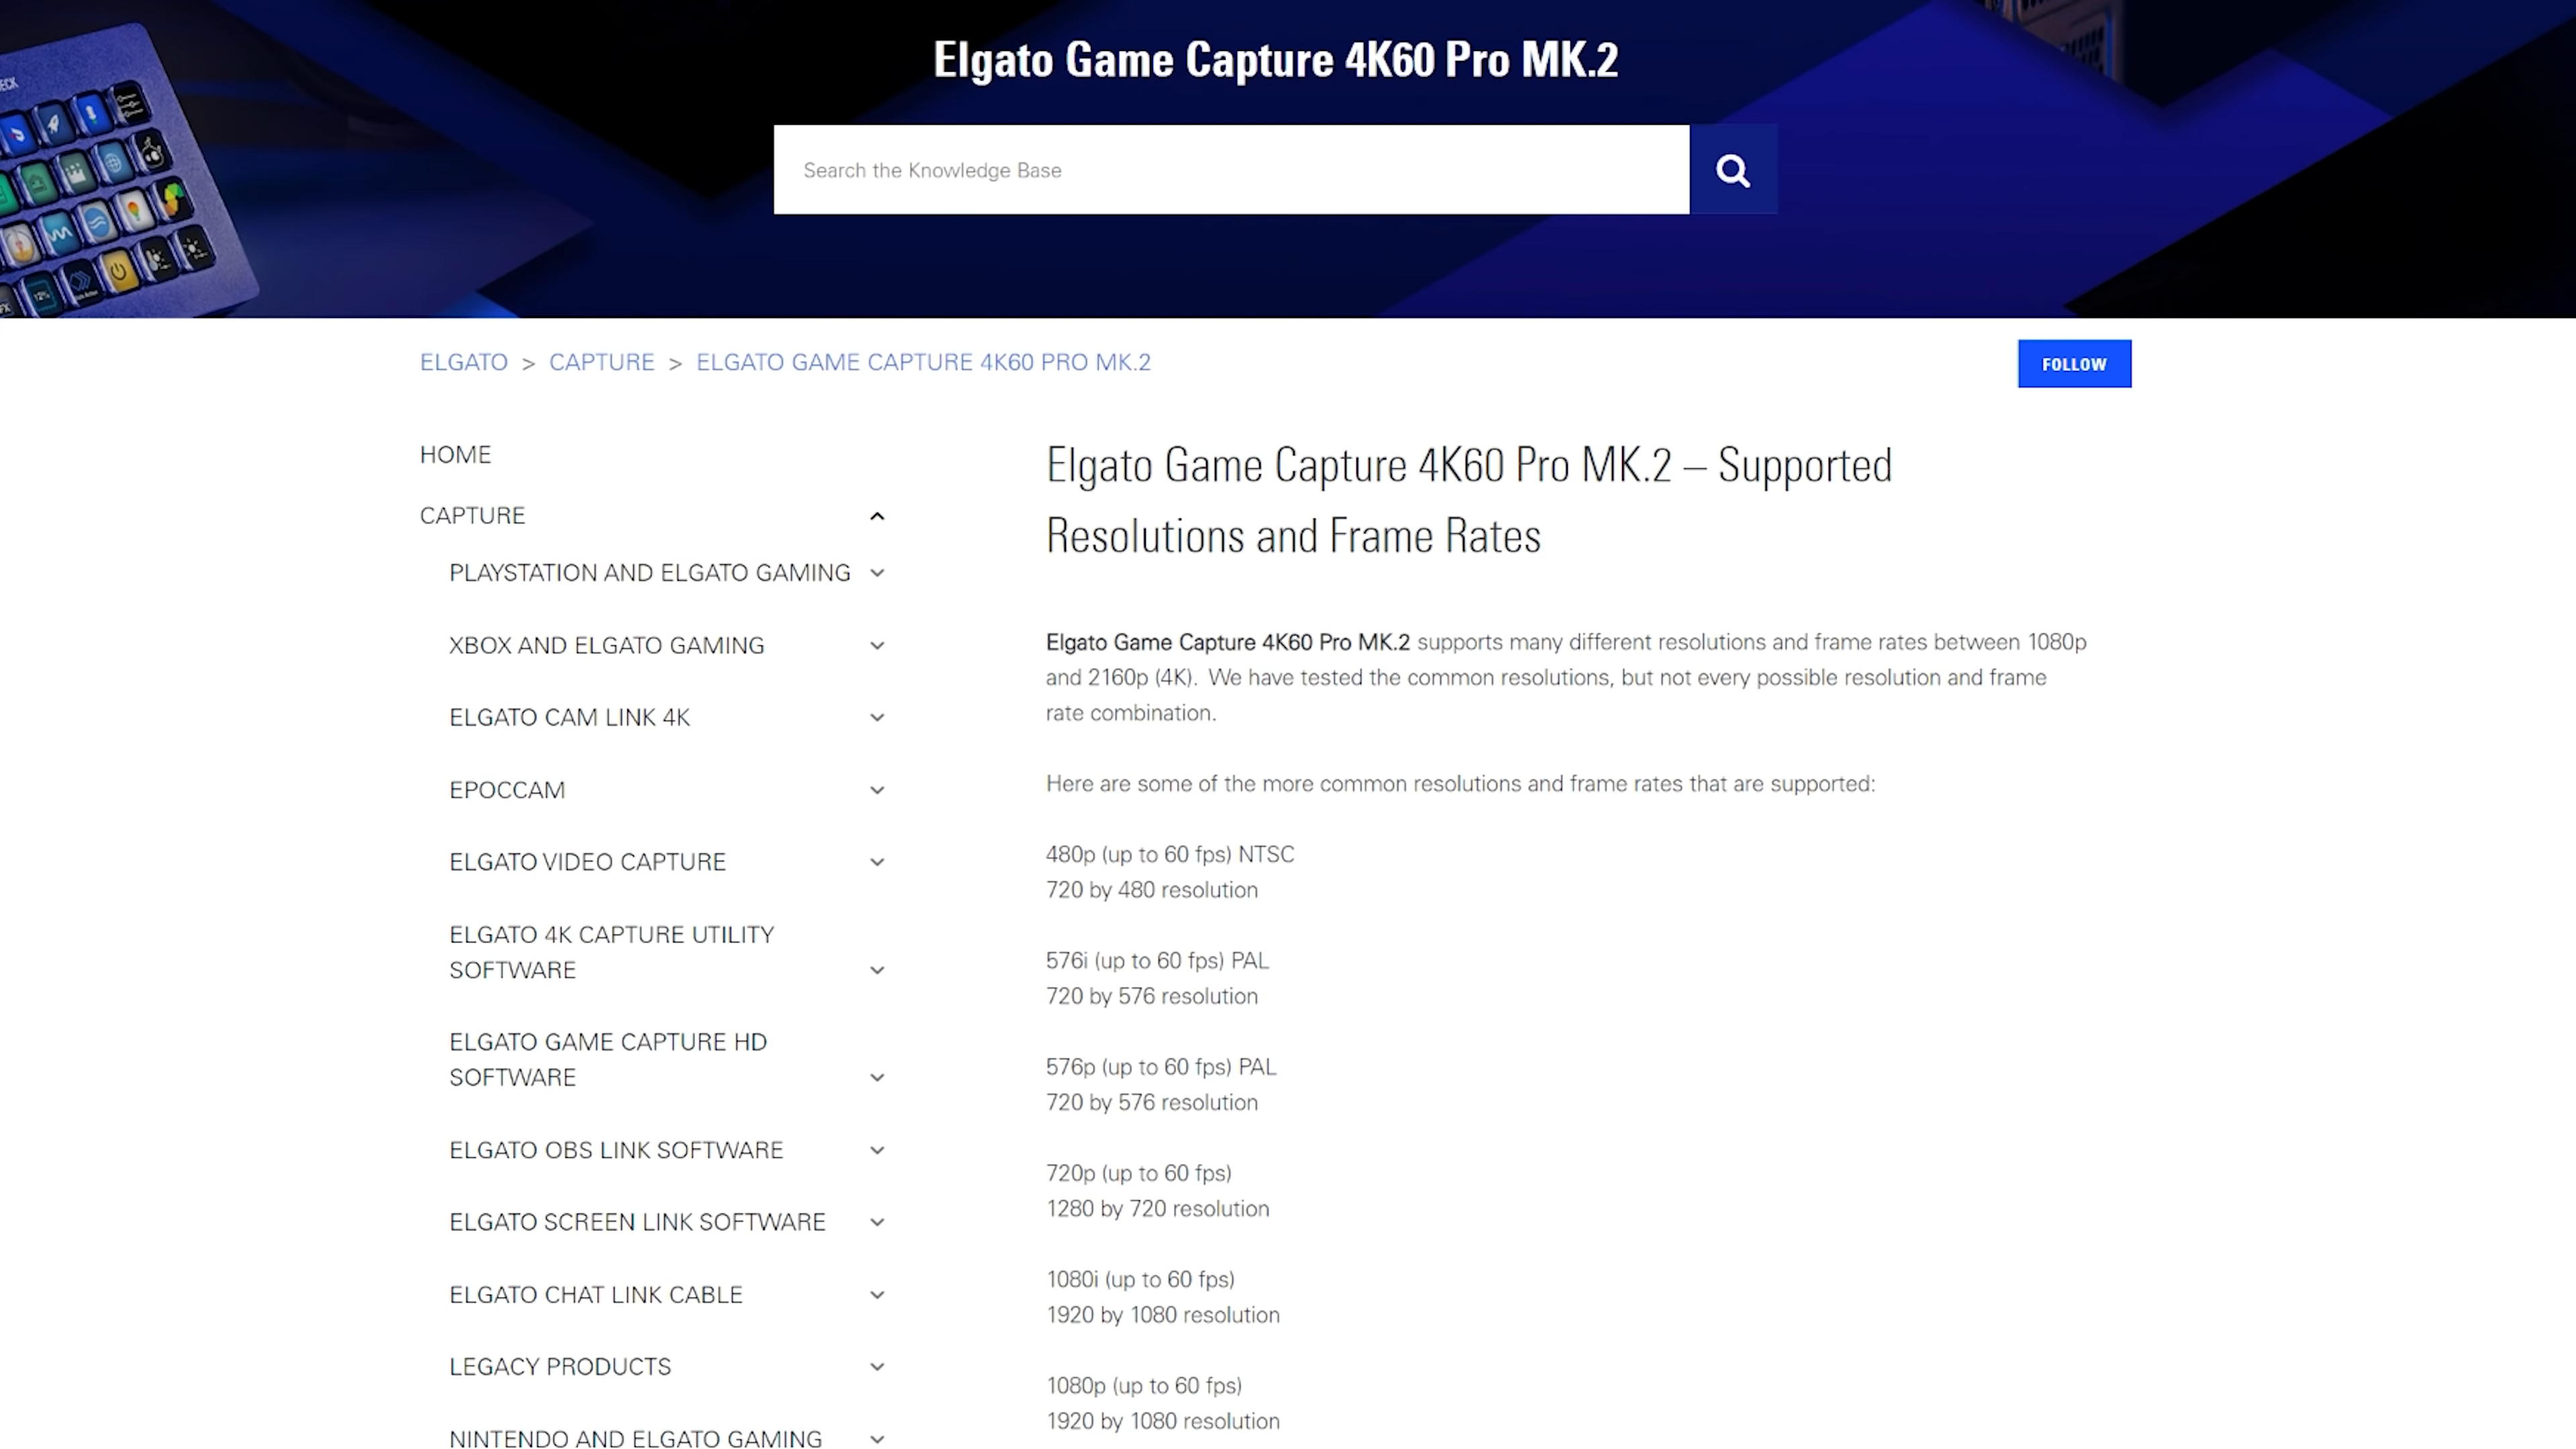 Elgato Game Capture 4K60 Pro MK.2
Search the Knowledge Base
ELGATO > CAPTURE > ELGATO GAME CAPTURE 4K60 PRO MK.2
FOLLOW
HOME
CAPTURE
PLAYSTATION AND ELGATO GAMING
XBOX AND ELGATO GAMING
ELGATO CAM LINK 4K
EPOCCAM
ELGATO VIDEO CAPTURE
ELGATO 4K CAPTURE UTILITY
SOFTWARE
ELGATO GAME CAPTURE HD
SOFTWARE
ELGATO OBS LINK SOFTWARE
ELGATO SCREEN LINK SOFTWARE
ELGATO CHAT LINK CABLE
LEGACY PRODUCTS
NINTENDO AND ELGATO GAMING
Elgato Game Capture 4K60 Pro MK.2 – Supported
Resolutions and Frame Rates
Elgato Game Capture 4K60 Pro MK.2 supports many different resolutions and frame rates between 1080p
and 2160p (4K). We have tested the common resolutions, but not every possible resolution and frame
rate combination.
Here are some of the more common resolutions and frame rates that are supported:
480p (up to 60 fps) NTSC
720 by 480 resolution
576i (up to 60 fps) PAL
720 by 576 resolution
576p (up to 60 fps) PAL
720 by 576 resolution
720p (up to 60 fps)
1280 by 720 resolution
1080i (up to 60 fps)
1920 by 1080 resolution
1080p (up to 60 fps)
1920 by 1080 resolution